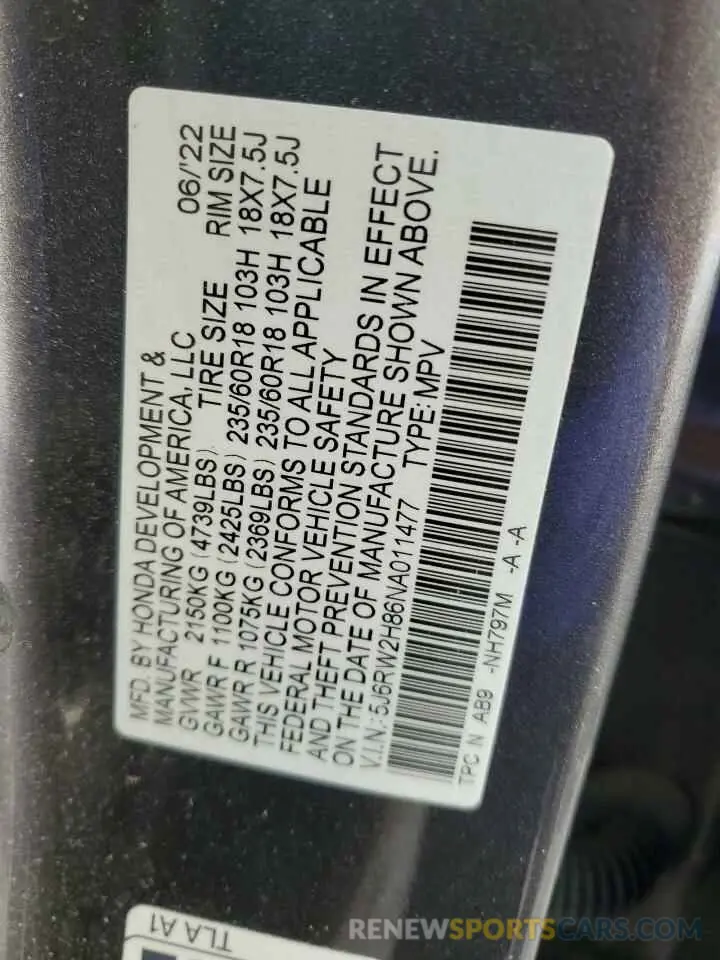 MFD. BY HONDA DEVELOPMENT &
MANUFACTURING OF AMERICA, LLC 06/'22
GVWR 2150KG (4739LBS) TIRE SIZE RIM SIZE
GAWR F 1100KG (2425LBS) 235/60R18 103H 18X7.5J
GAWR R 1075KG (2369LBS) 235/60R18 103H 18X7.5J
THIS VEHICLE CONFORMS TO ALL APPLICABLE
FEDERAL MOTOR VEHICLE SAFETY
AND THEFT PREVENTION STANDARDS IN EFFECT
ON THE DATE OF MANUFACTURE SHOWN ABOVE.
V.I.N.: 5J6RW2H86NA011477 TYPE: MPV
TPC N AB9 -NH797M -A -A
TLA A1
RENEWSPORTSCARS.COM